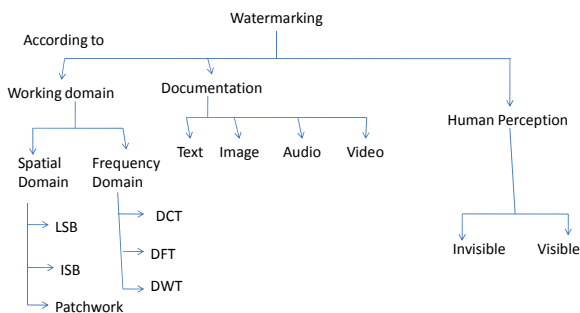 Watermarking
According to
Working domain
Documentation
Human Perception
Text
Image
Audio
Video
Spatial
Domain
Frequency
Domain
LSB
ISB
Patchwork
DCT
DFT
DWT
Invisible
Visible